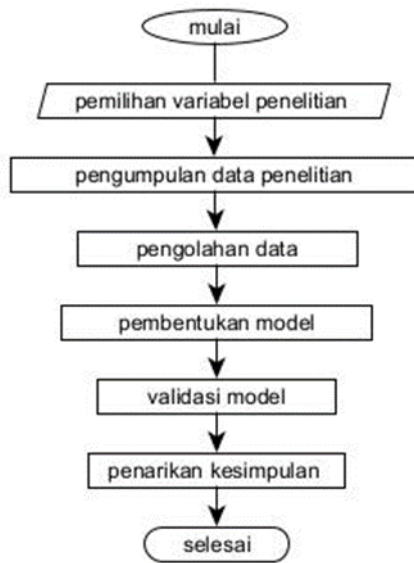 mulai
pemilihan variabel penelitian
pengumpulan data penelitian
pengolahan data
pembentukan model
validasi model
penarikan kesimpulan
selesai